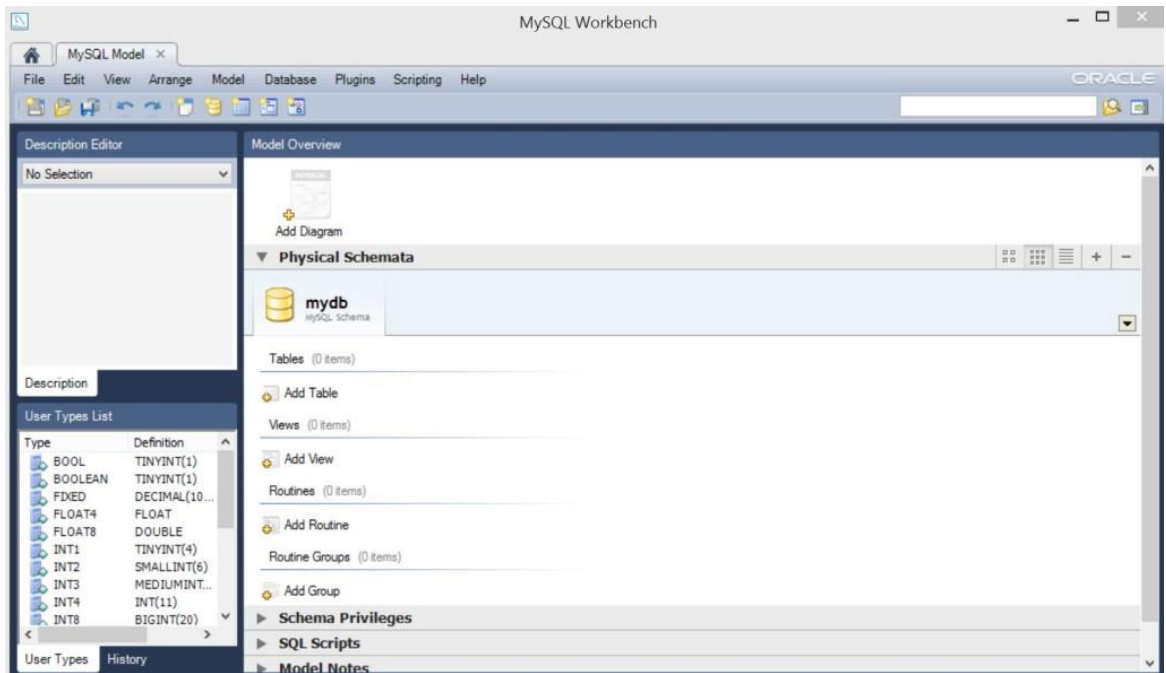 MySQL Workbench
MySQL Model
File Edit View Arrange Model Database Plugins Scripting Help
ORACLE
Description Editor
No Selection
Description
User Types List
Type Definition
BOOL TINYINT(1)
BOOLEAN TINYINT(1)
FIXED DECIMAL(10...
FLOAT4 FLOAT
FLOAT8 DOUBLE
INT1 TINYINT(4)
INT2 SMALLINT(6)
INT3 MEDIUMINT...
INT4 INT(11)
INT8 BIGINT(20)
User Types History
Model Overview
Add Diagram
Physical Schemata
mydb
MySQL Schema
Tables (0 items)
Add Table
Views (0 items)
Add View
Routines (0 items)
Add Routine
Routine Groups (0 items)
Add Group
Schema Privileges
SQL Scripts
Model Notes